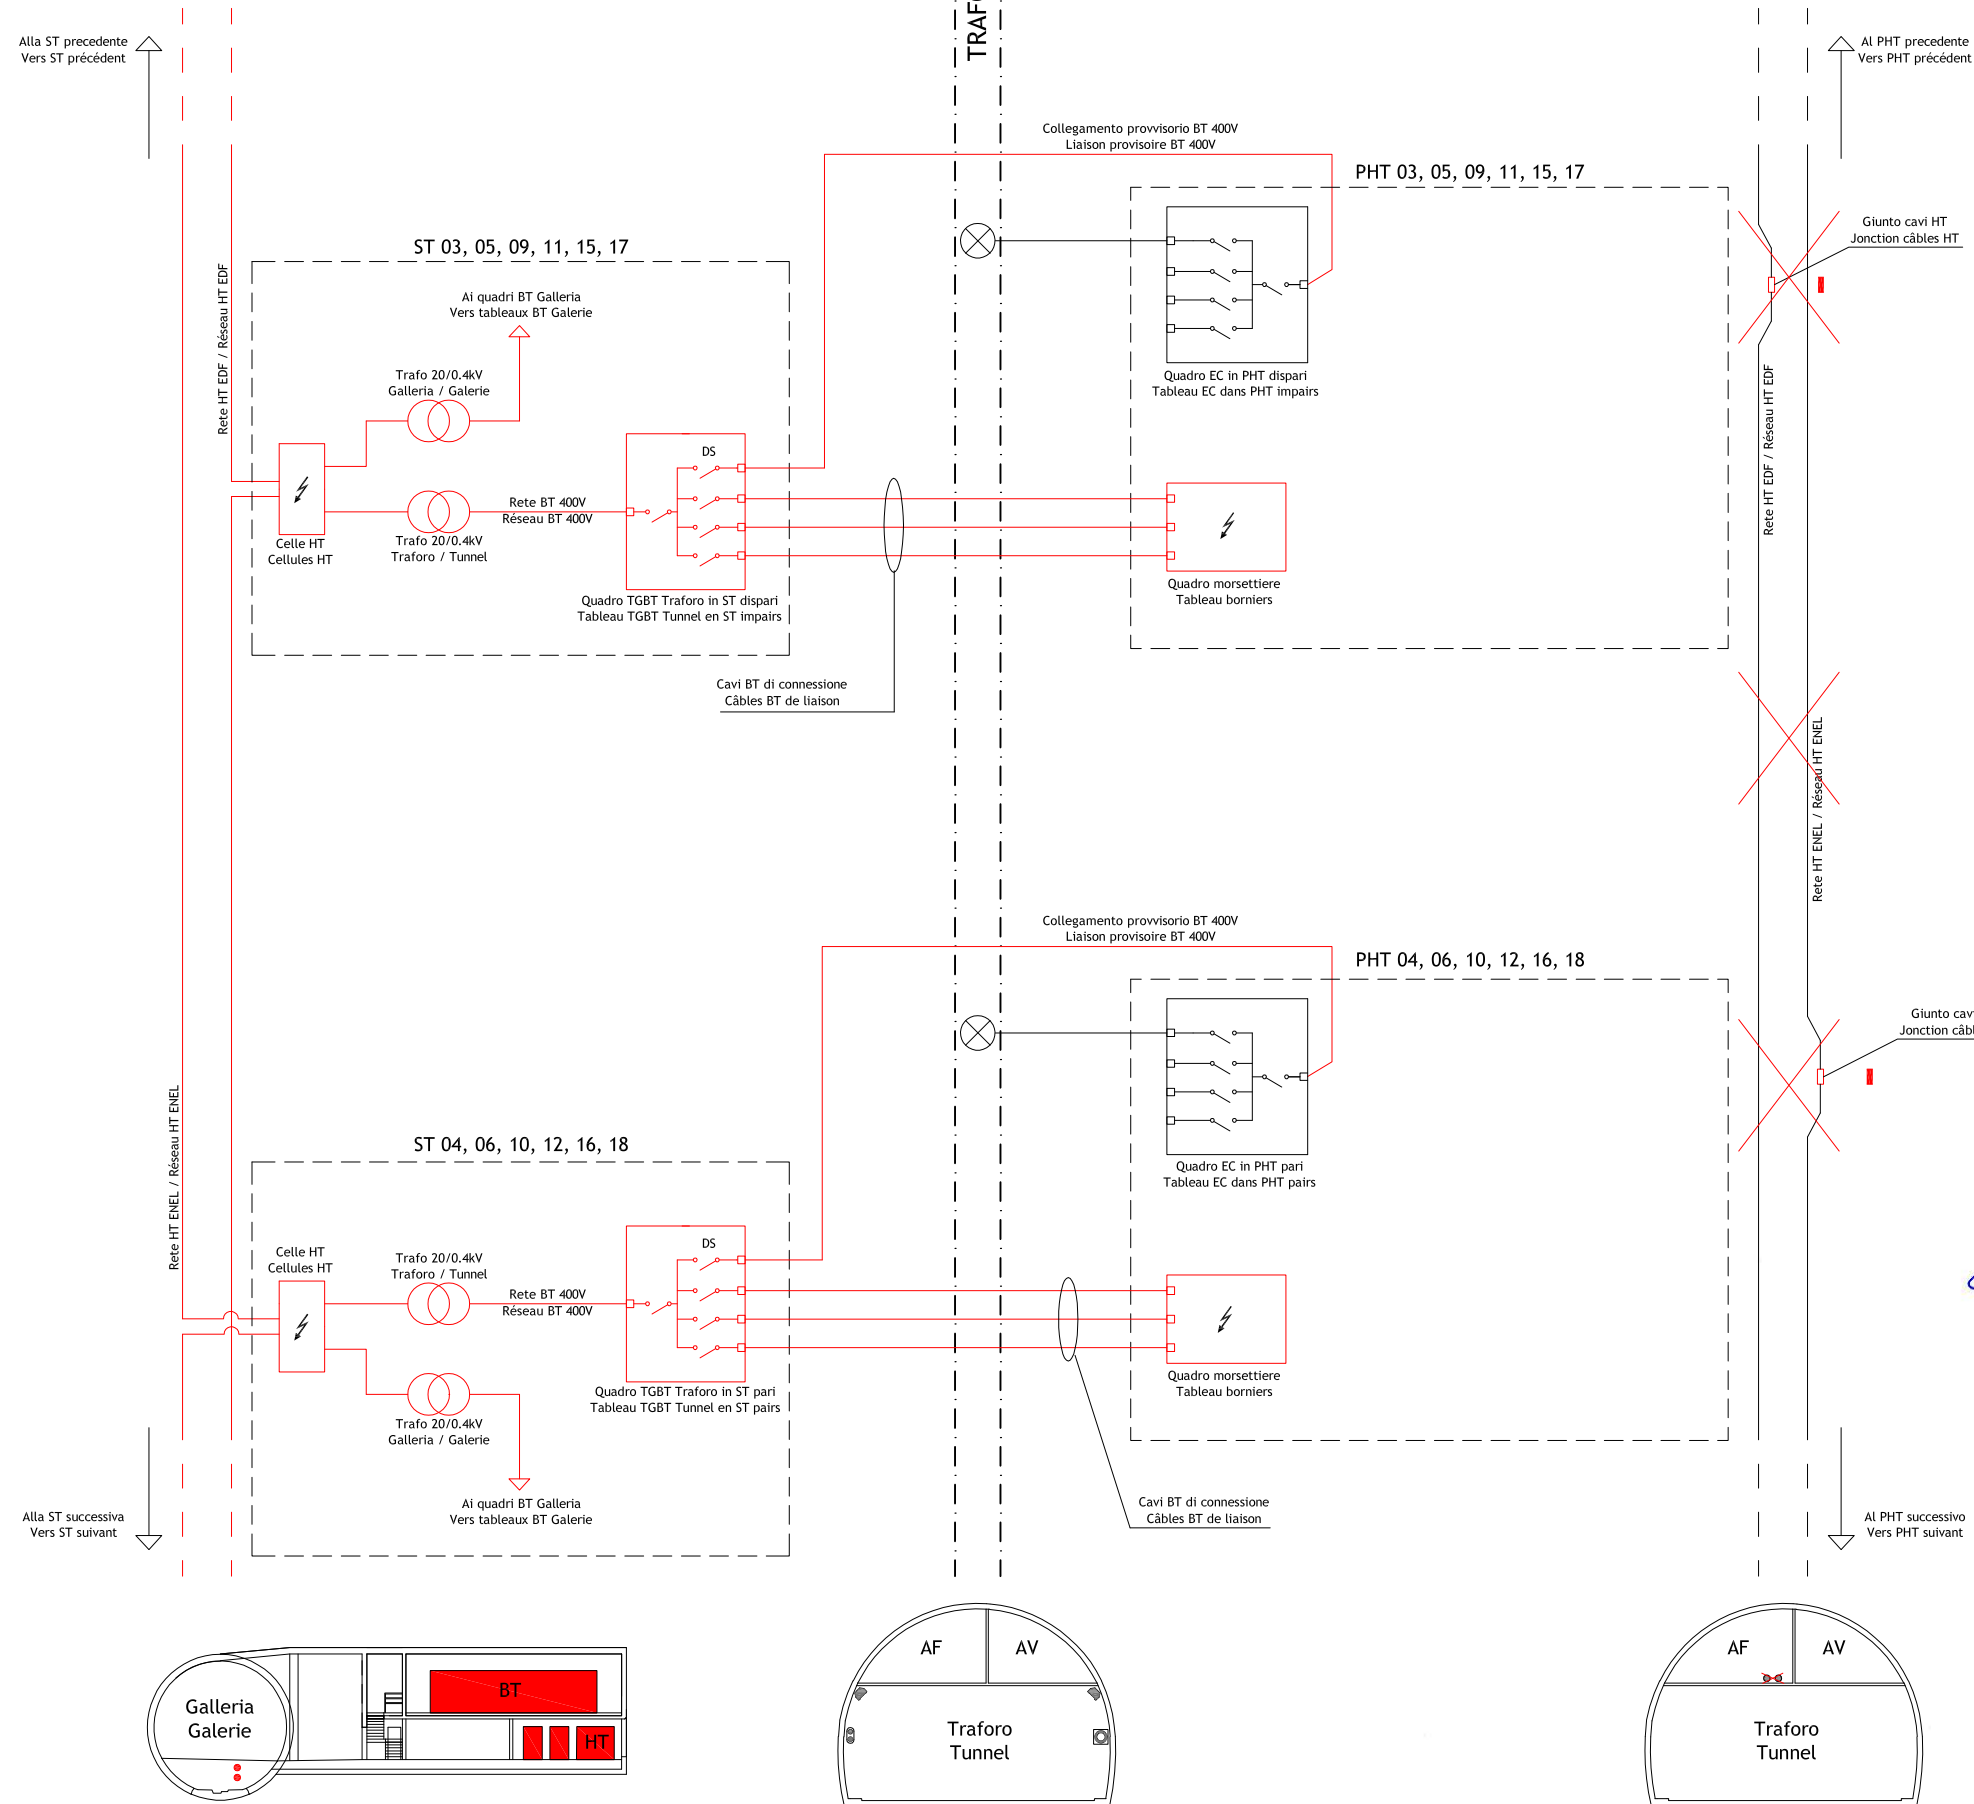 Alla ST precedente
Vers ST précédent
TRAFO
Al PHT precedente
Vers PHT précédent
Collegamento provvisorio BT 400V
Liaison provisoire BT 400V
PHT 03, 05, 09, 11, 15, 17
Giunto cavi HT
Jonction câbles HT
ST 03, 05, 09, 11, 15, 17
Rete HT EDF / Réseau HT EDF
Ai quadri BT Galleria
Vers tableaux BT Galerie
Trafo 20/0.4kV
Galleria / Galerie
Quadro EC in PHT dispari
Tableau EC dans PHT impairs
Rete HT EDF / Réseau HT EDF
DS
Rete BT 400V
Réseau BT 400V
Celle HT
Cellules HT
Trafo 20/0.4kV
Traforo / Tunnel
Quadro TGBT Traforo in ST dispari
Tableau TGBT Tunnel en ST impairs
Quadro morsettiere
Tableau borniers
Cavi BT di connessione
Câbles BT de liaison
Rete HT ENEL / Réseau HT ENEL
Collegamento provvisorio BT 400V
Liaison provisoire BT 400V
PHT 04, 06, 10, 12, 16, 18
Giunto cavi
Jonction câbl
Rete HT ENEL / Réseau HT ENEL
ST 04, 06, 10, 12, 16, 18
Quadro EC in PHT pari
Tableau EC dans PHT pairs
Celle HT
Cellules HT
Trafo 20/0.4kV
Traforo / Tunnel
DS
Rete BT 400V
Réseau BT 400V
Quadro TGBT Traforo in ST pari
Tableau TGBT Tunnel en ST pairs
Quadro morsettiere
Tableau borniers
Trafo 20/0.4kV
Galleria / Galerie
Ai quadri BT Galleria
Vers tableaux BT Galerie
Cavi BT di connessione
Câbles BT de liaison
Alla ST successiva
Vers ST suivant
Al PHT successivo
Vers PHT suivant
Galleria
Galerie
BT
HT
AF
AV
Traforo
Tunnel
AF
AV
Traforo
Tunnel